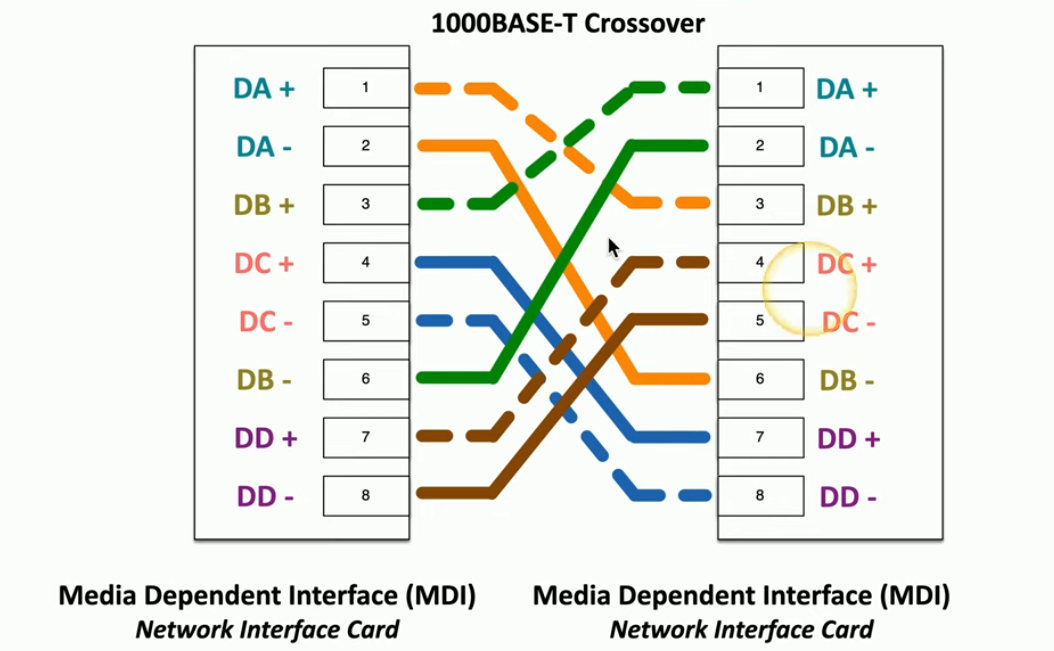 1000BASE-T Crossover
DA + 1 1 DA +
DA - 2 2 DA -
DB + 3 3 DB +
DC + 4 4 DC +
DC - 5 5 DC -
DB - 6 6 DB -
DD + 7 7 DD +
DD - 8 8 DD -
Media Dependent Interface (MDI) Media Dependent Interface (MDI)
Network Interface Card Network Interface Card